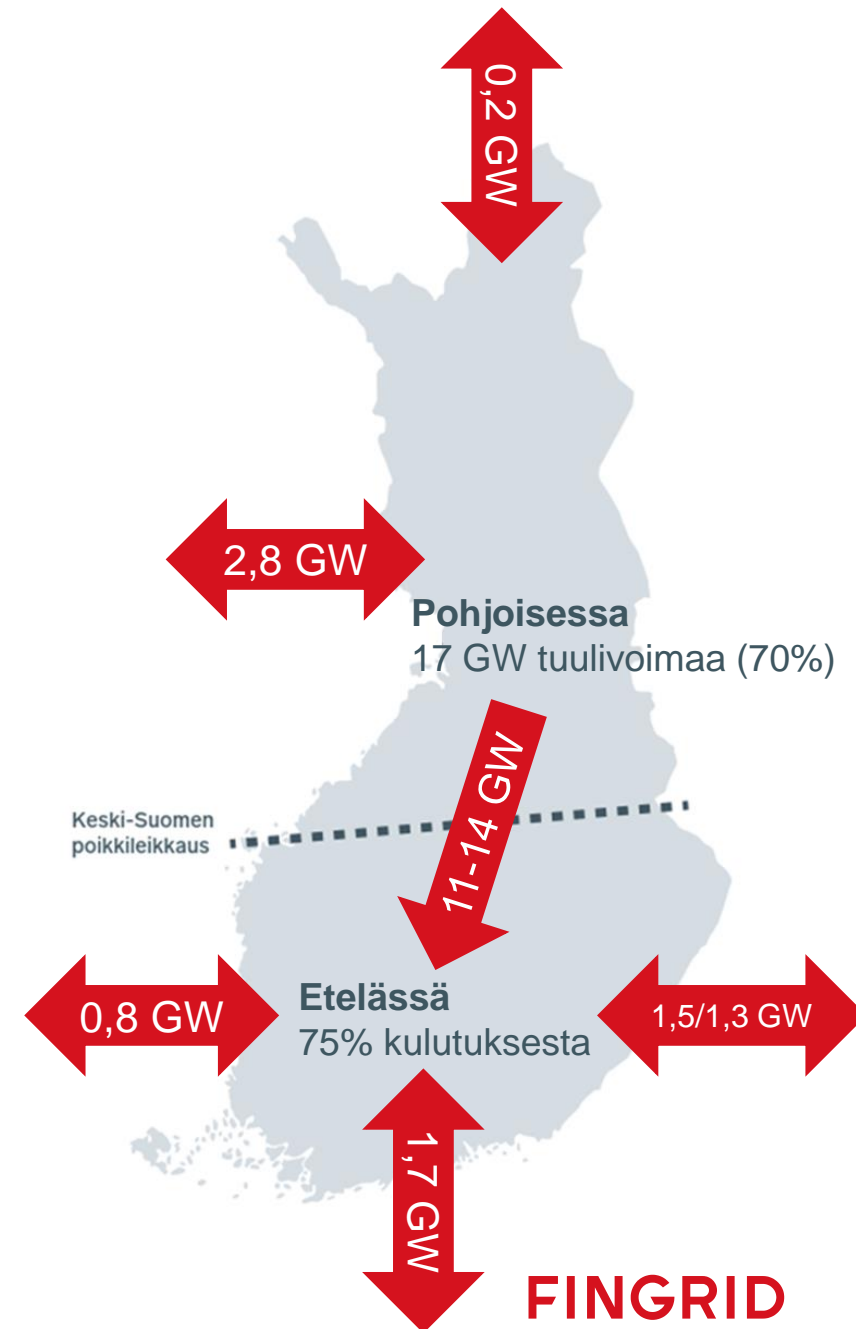 0,2 GW
2,8 GW
Pohjoisessa
17 GW tuulivoimaa (70%)
11-14 GW
Keski-Suomen
poikkileikkaus
Etelässä
75% kulutuksesta
0,8 GW
1,5/1,3 GW
1,7 GW
FINGRID